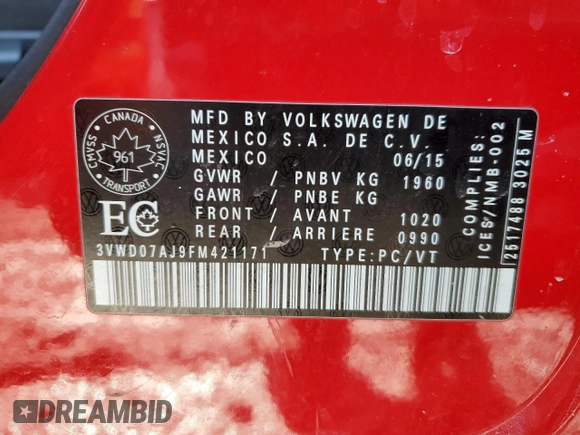 MFD BY VOLKSWAGEN DE
MEXICO S.A. DE C.V.
MEXICO 06/15
GVWR / PNBV KG 1960
GAWR / PNBE KG
FRONT / AVANT 1020
REAR / ARRIERE 0990
3VWD07AJ9FM421171 TYPE:PC/VT
CANADA
CMVSS
NSVAC
961
TRANSPORT
EC
COMPLIES:
ICES/NMB-002
2517488 3025M
DREAMBID